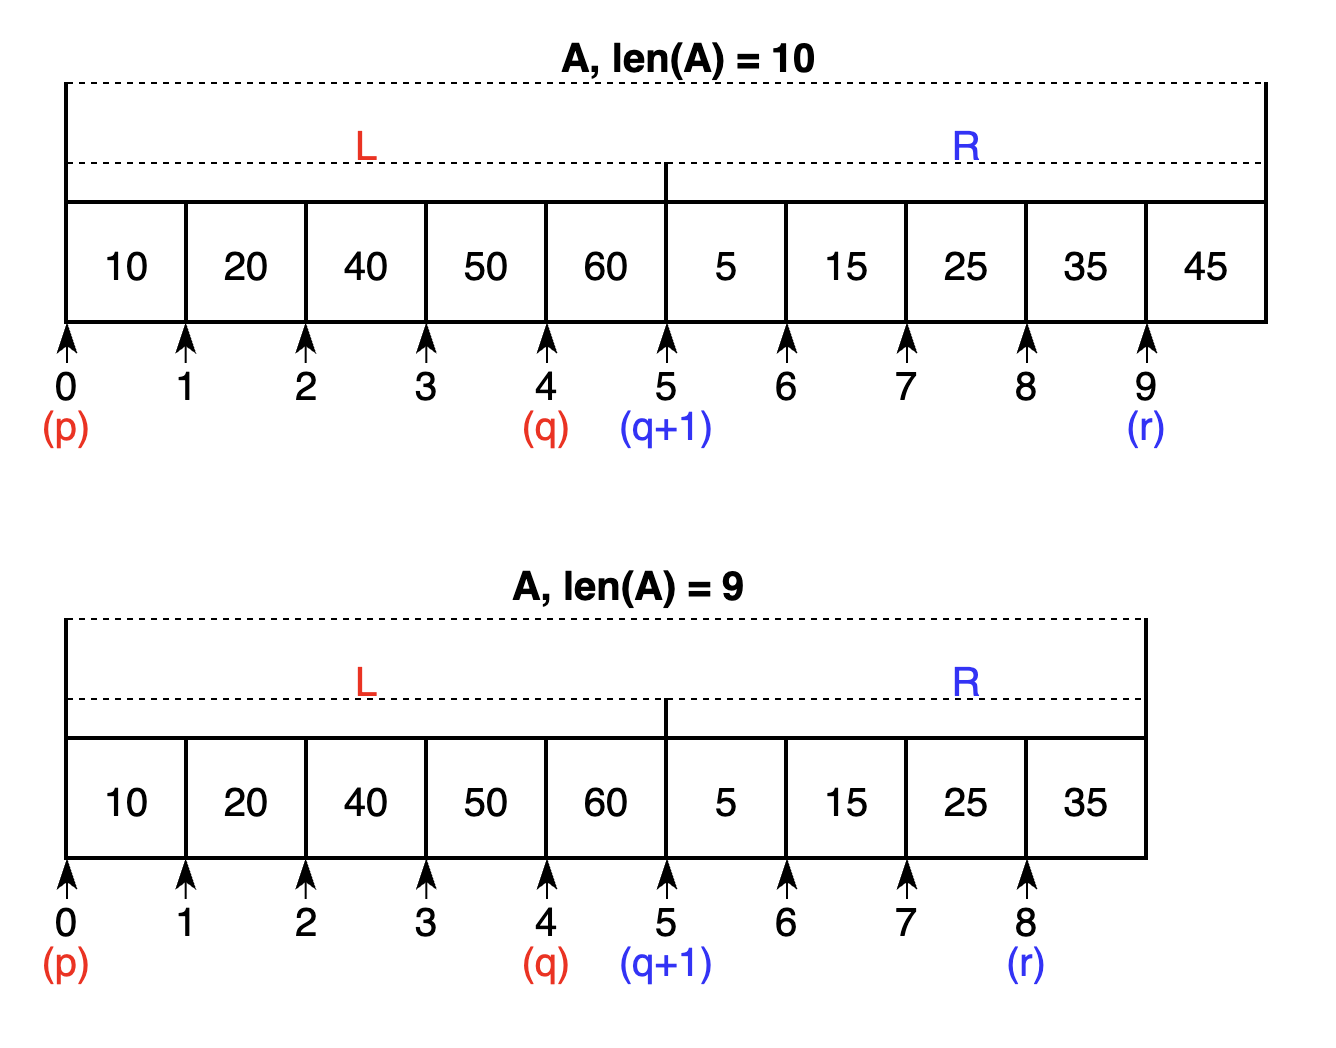 A, len(A) = 10
L R
10 20 40 50 60 5 15 25 35 45
0 1 2 3 4 5 6 7 8 9
(p) (q) (q+1) (r)
A, len(A) = 9
L R
10 20 40 50 60 5 15 25 35
0 1 2 3 4 5 6 7 8
(p) (q) (q+1) (r)